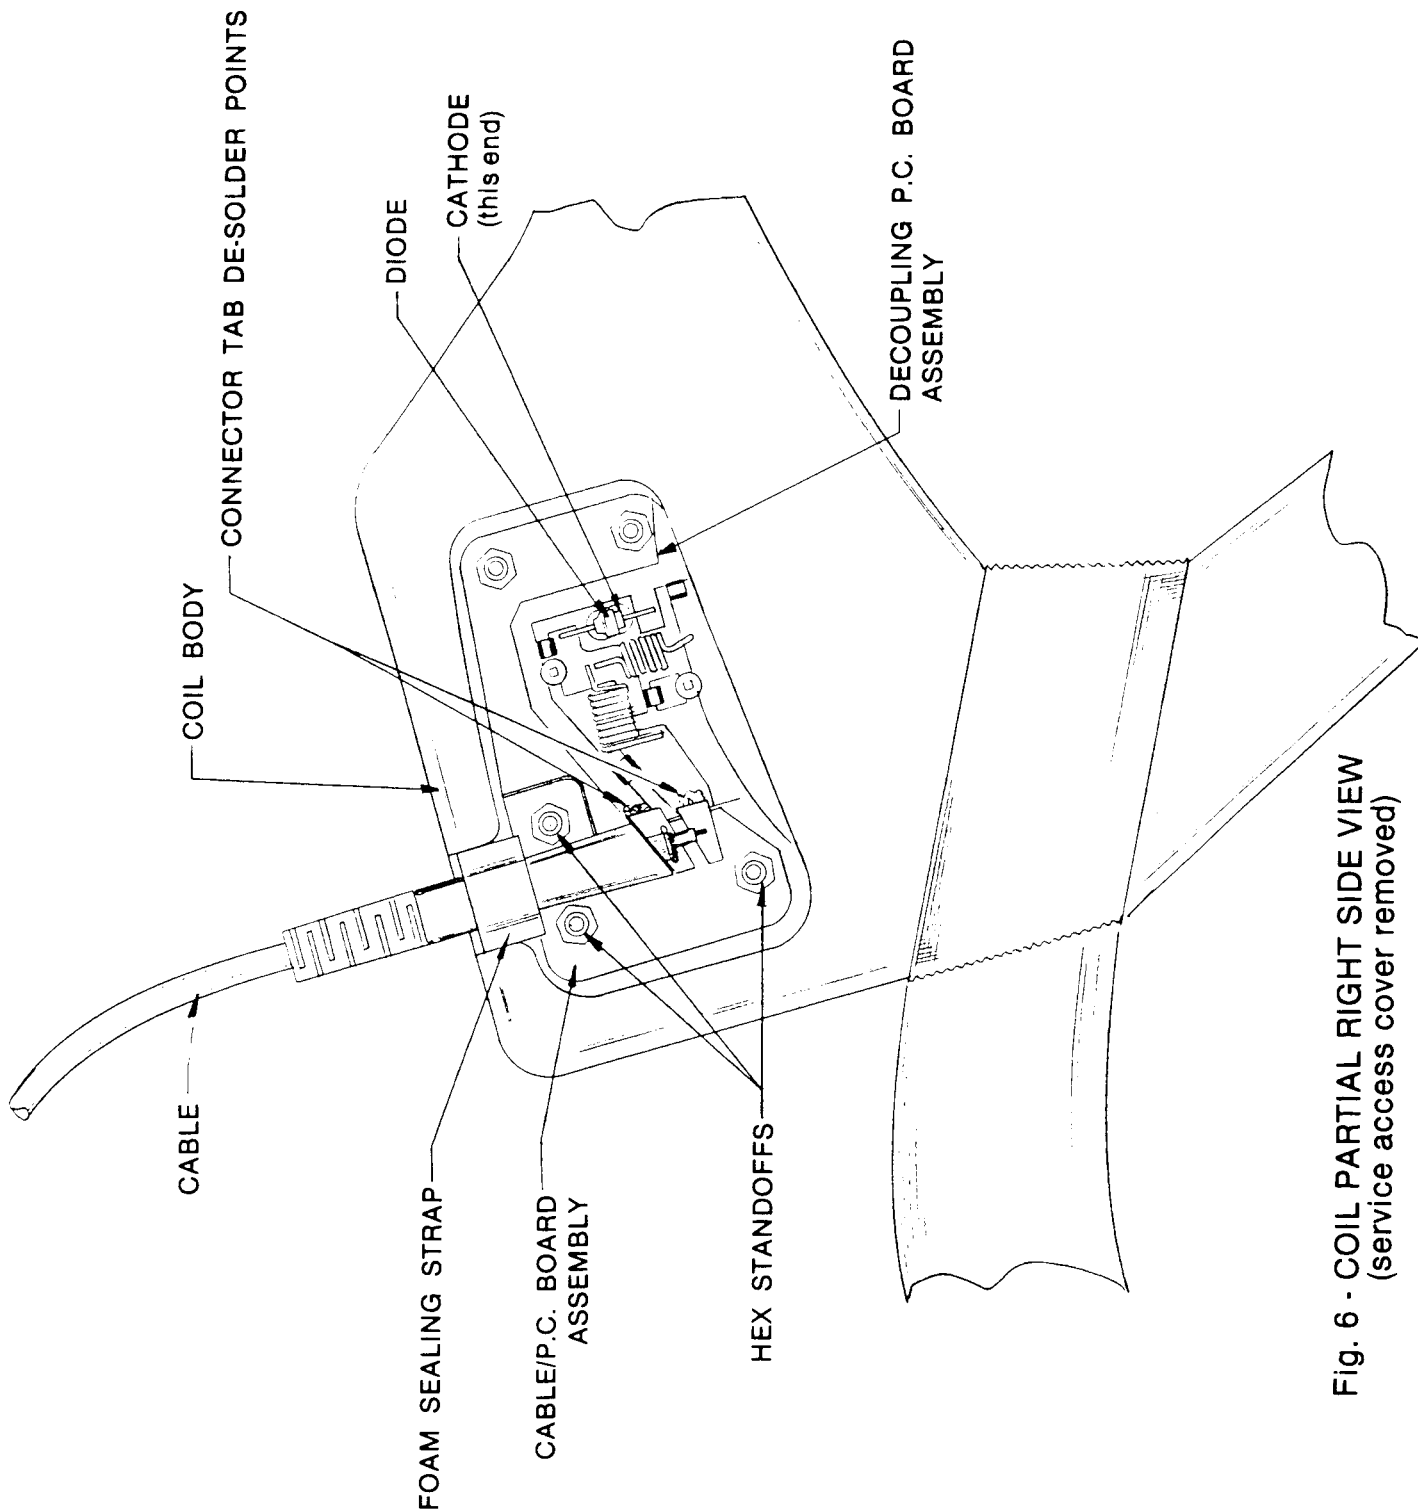 CONNECTOR TAB DE-SOLDER POINTS
COIL BODY
DIODE
CATHODE
(this end)
CABLE
DECOUPLING P.C. BOARD
ASSEMBLY
FOAM SEALING STRAP
CABLE/P.C. BOARD
ASSEMBLY
HEX STANDOFFS
Fig. 6 - COIL PARTIAL RIGHT SIDE VIEW
(service access cover removed)